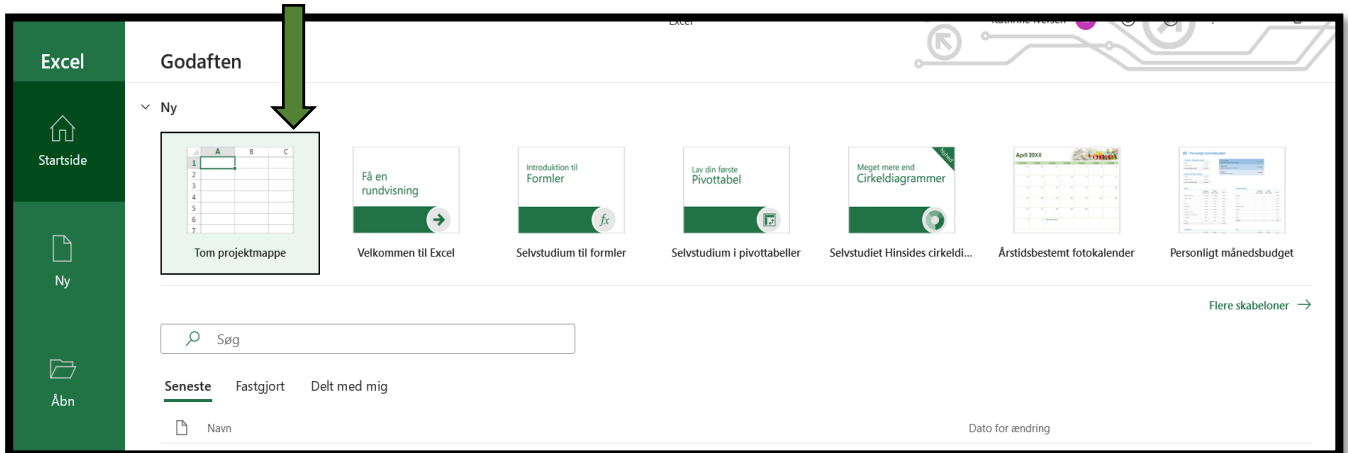 Excel
Excel
Godaften
Startside
Ny
Åbn
Ny
A B C
1
2
3
4
5
6
7
Tom projektmappe
Få en
rundvisning
Velkommen til Excel
Introduktion til
Formler
fx
Selvstudium til formler
Lav din første
Pivottabel
Selvstudium i pivottabeller
Meget mere end
Cirkeldiagrammer
Nyhed
Selvstudiet Hinsides cirkeldi...
April 20XX
Årstidsbestemt fotokalender
Personligt månedsbudget
Flere skabeloner
Søg
Seneste Fastgjort Delt med mig
Navn Dato for ændring